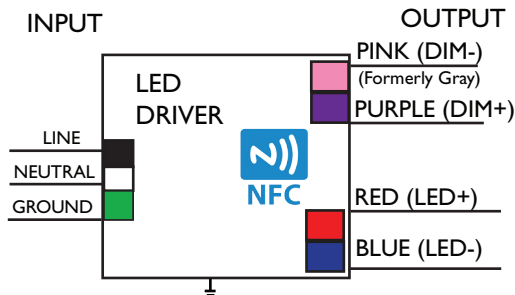 INPUT
OUTPUT
PINK (DIM-)
(Formerly Gray)
PURPLE (DIM+)
LED
DRIVER
LINE
NEUTRAL
GROUND
NFC
RED (LED+)
BLUE (LED-)